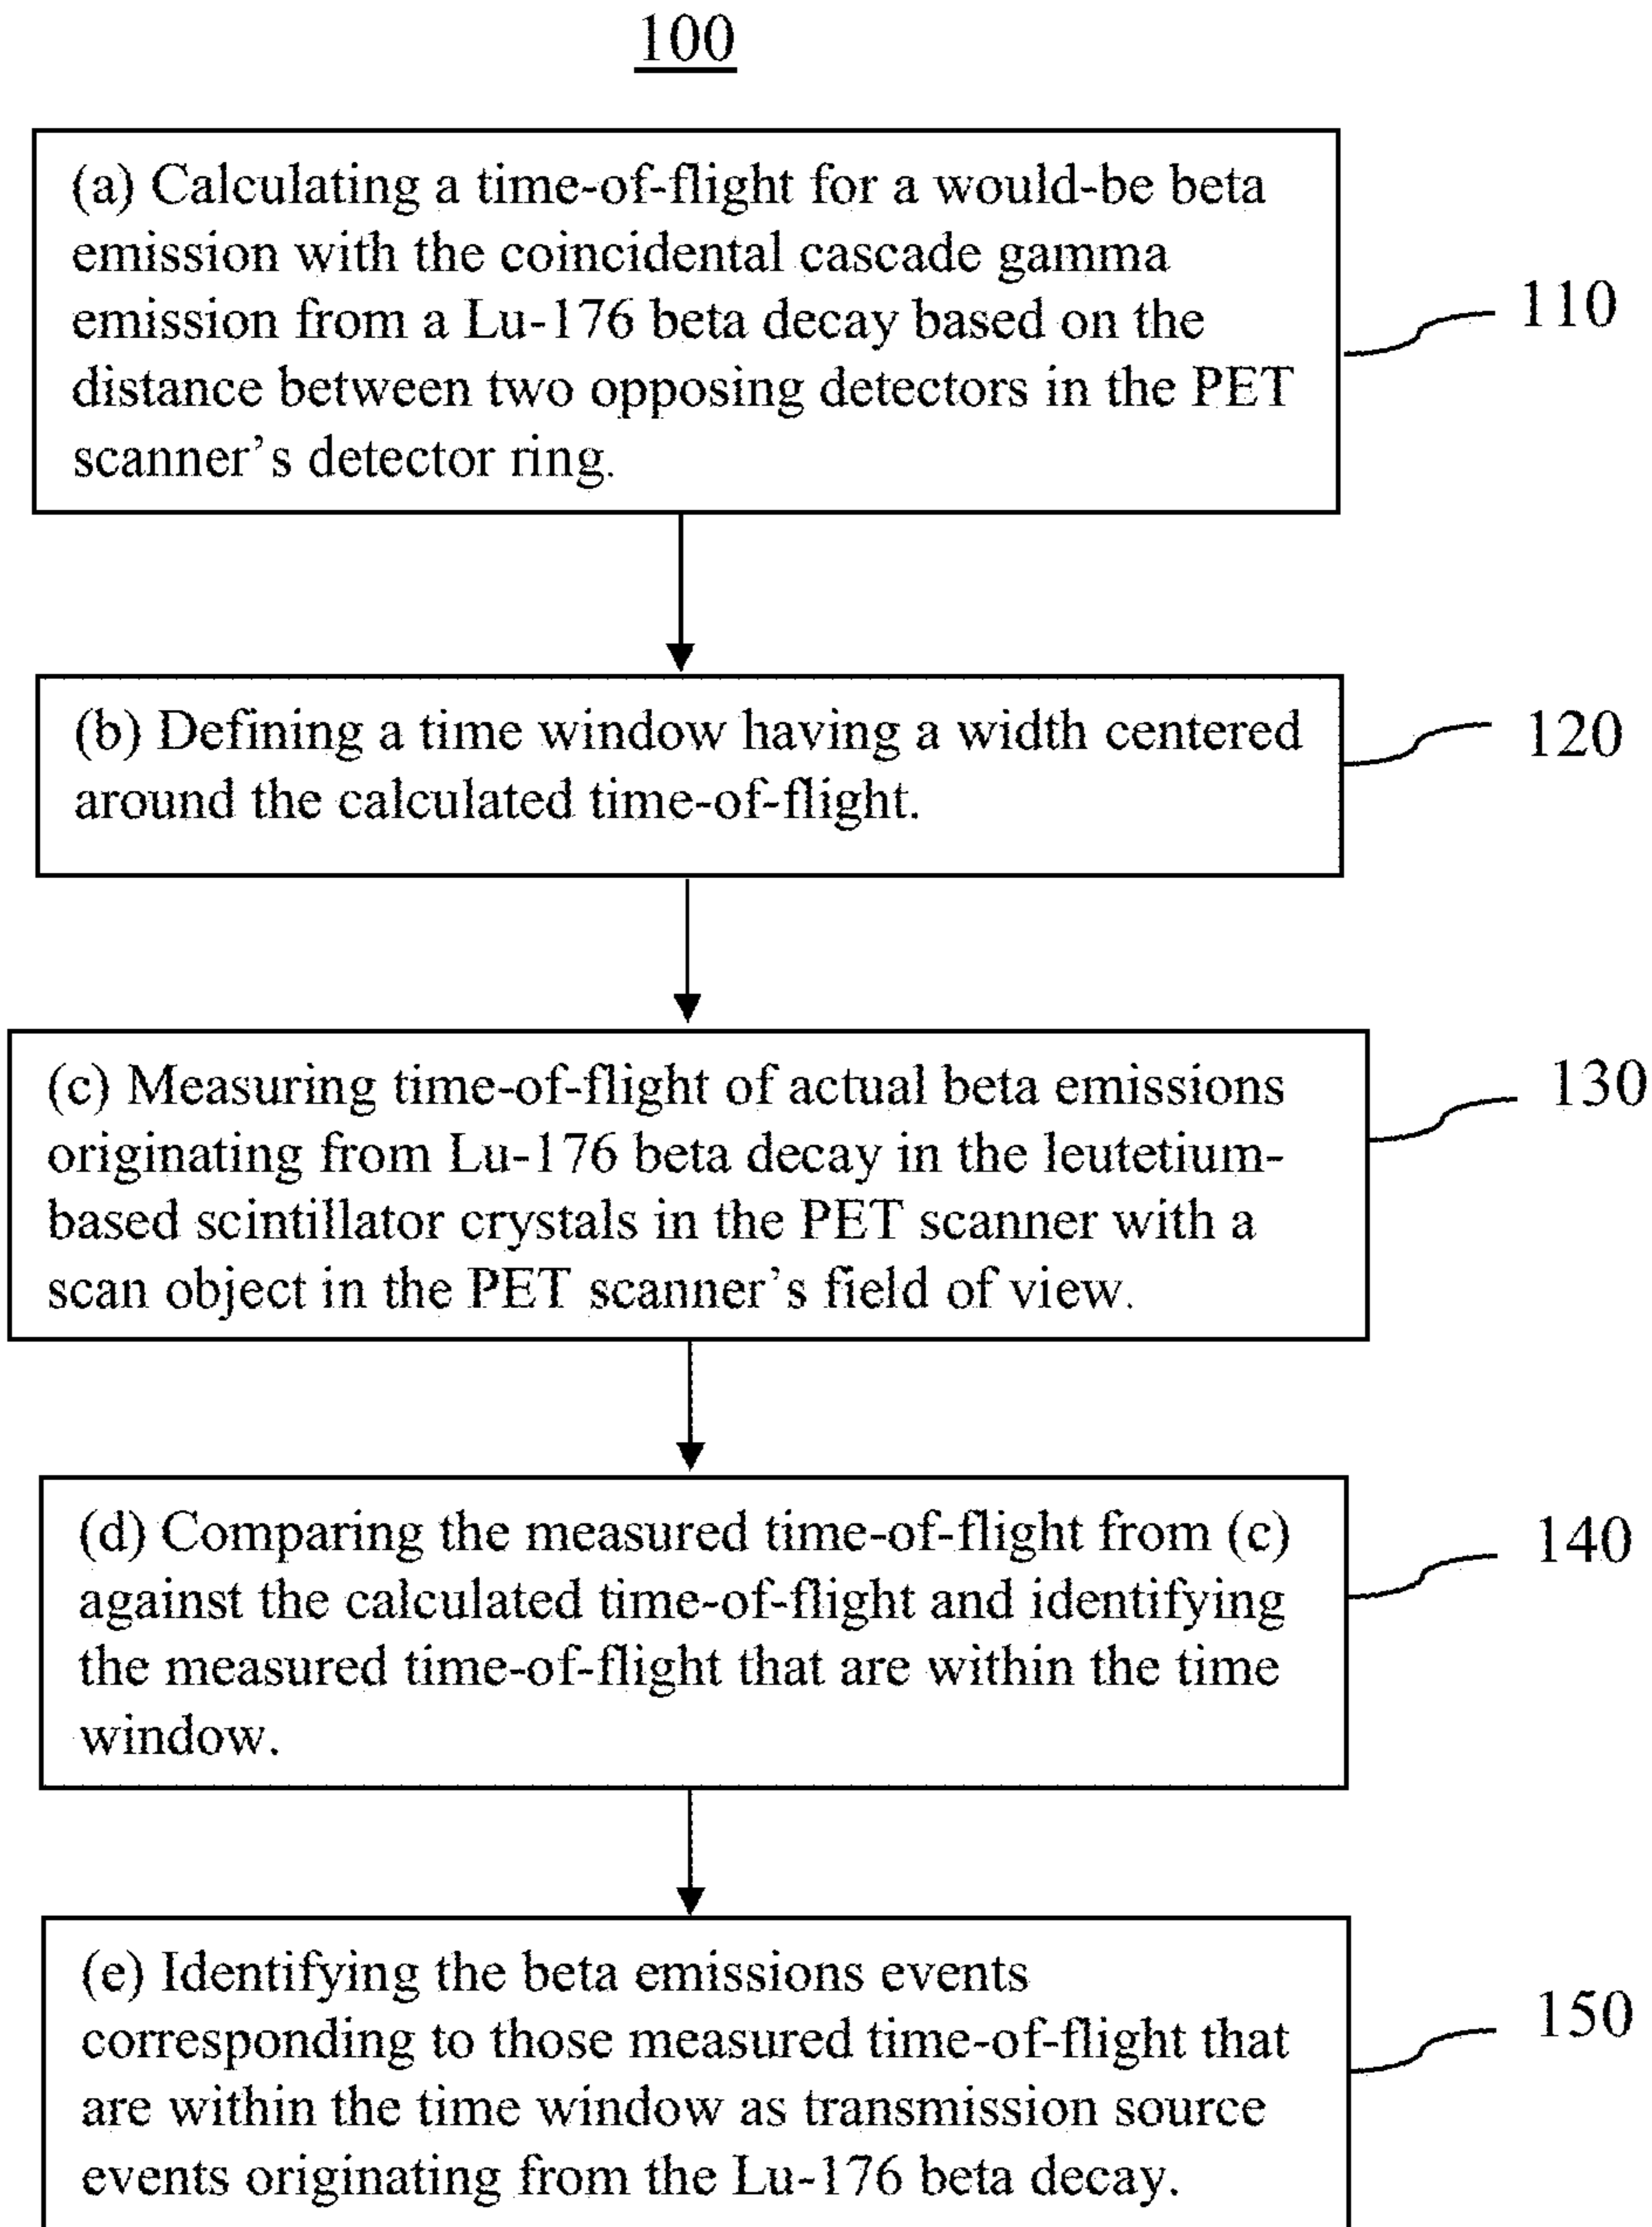 100
(a) Calculating a time-of-flight for a would-be beta
emission with the coincidental cascade gamma
emission from a Lu-176 beta decay based on the
distance between two opposing detectors in the PET
scanner’s detector ring.
110
(b) Defining a time window having a width centered
around the calculated time-of-flight.
120
(c) Measuring time-of-flight of actual beta emissions
originating from Lu-176 beta decay in the leutetium-
based scintillator crystals in the PET scanner with a
scan object in the PET scanner’s field of view.
130
(d) Comparing the measured time-of-flight from (c)
against the calculated time-of-flight and identifying
the measured time-of-flight that are within the time
window.
140
(e) Identifying the beta emissions events
corresponding to those measured time-of-flight that
are within the time window as transmission source
events originating from the Lu-176 beta decay.
150